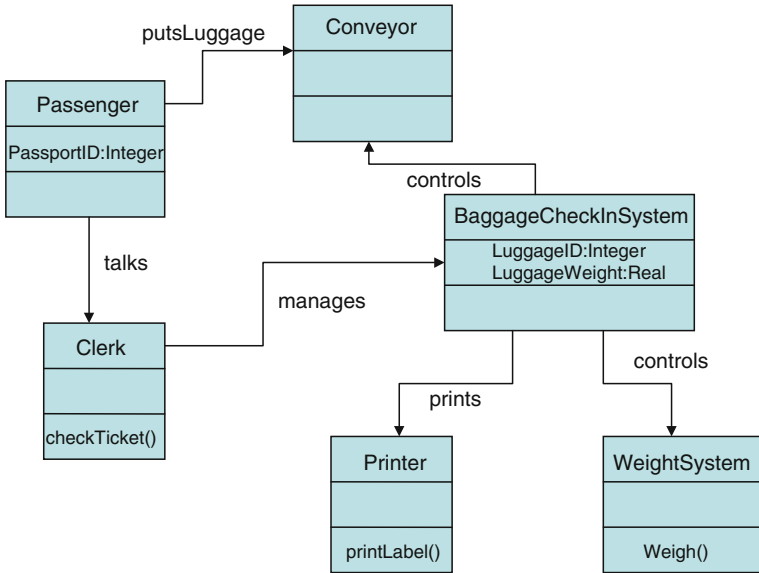 Conveyor
putsLuggage
Passenger
PassportID:Integer
controls
BaggageCheckInSystem
LuggageID:Integer
LuggageWeight:Real
talks
manages
Clerk
checkTicket()
controls
prints
Printer
printLabel()
WeightSystem
Weigh()